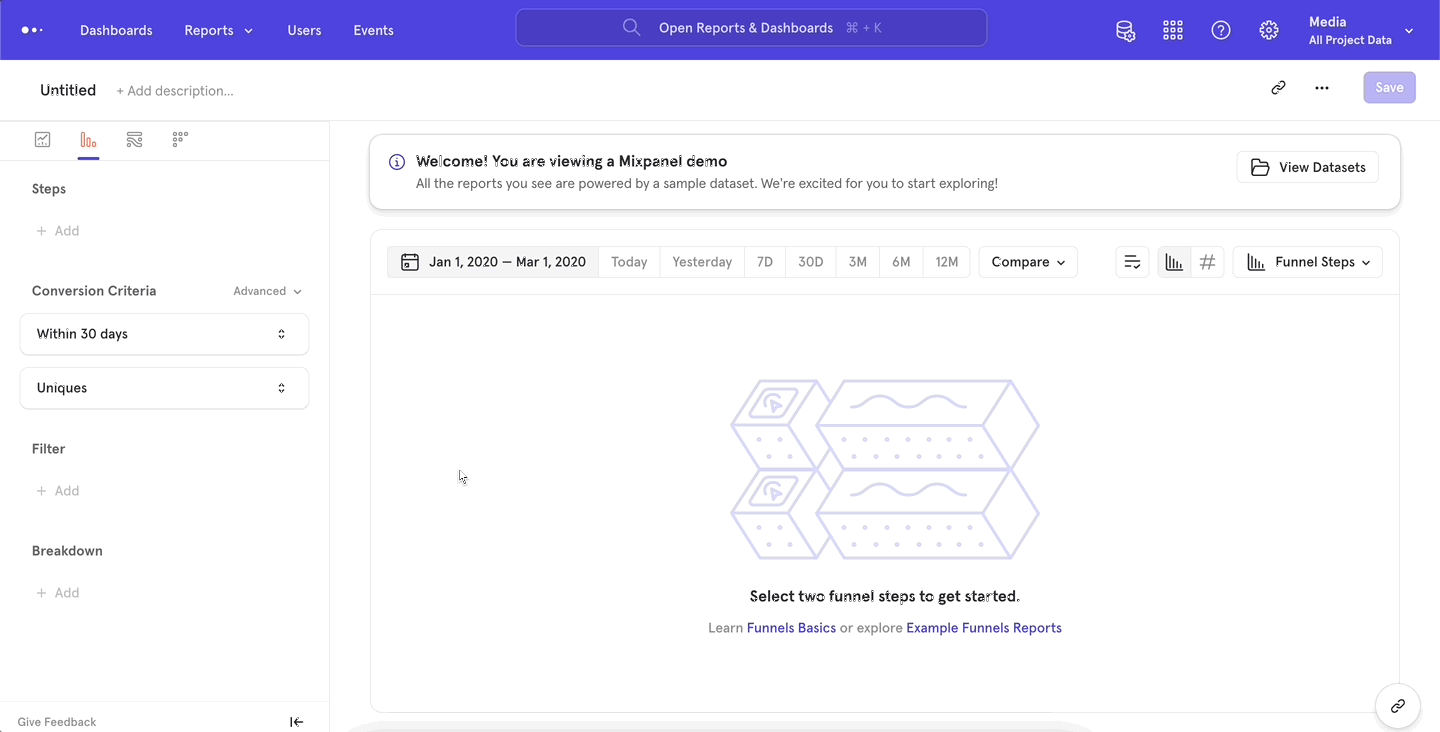 Dashboards Reports Users Events Open Reports & Dashboards ⌘ + K Media
All Project Data
Untitled + Add description... Save
Steps
+ Add
Conversion Criteria Advanced
Within 30 days
Uniques
Filter
+ Add
Breakdown
+ Add
Give Feedback
Welcome! You are viewing a Mixpanel demo
All the reports you see are powered by a sample dataset. We're excited for you to start exploring!
View Datasets
Jan 1, 2020 – Mar 1, 2020 Today Yesterday 7D 30D 3M 6M 12M Compare # Funnel Steps
Select two funnel steps to get started.
Learn Funnels Basics or explore Example Funnels Reports